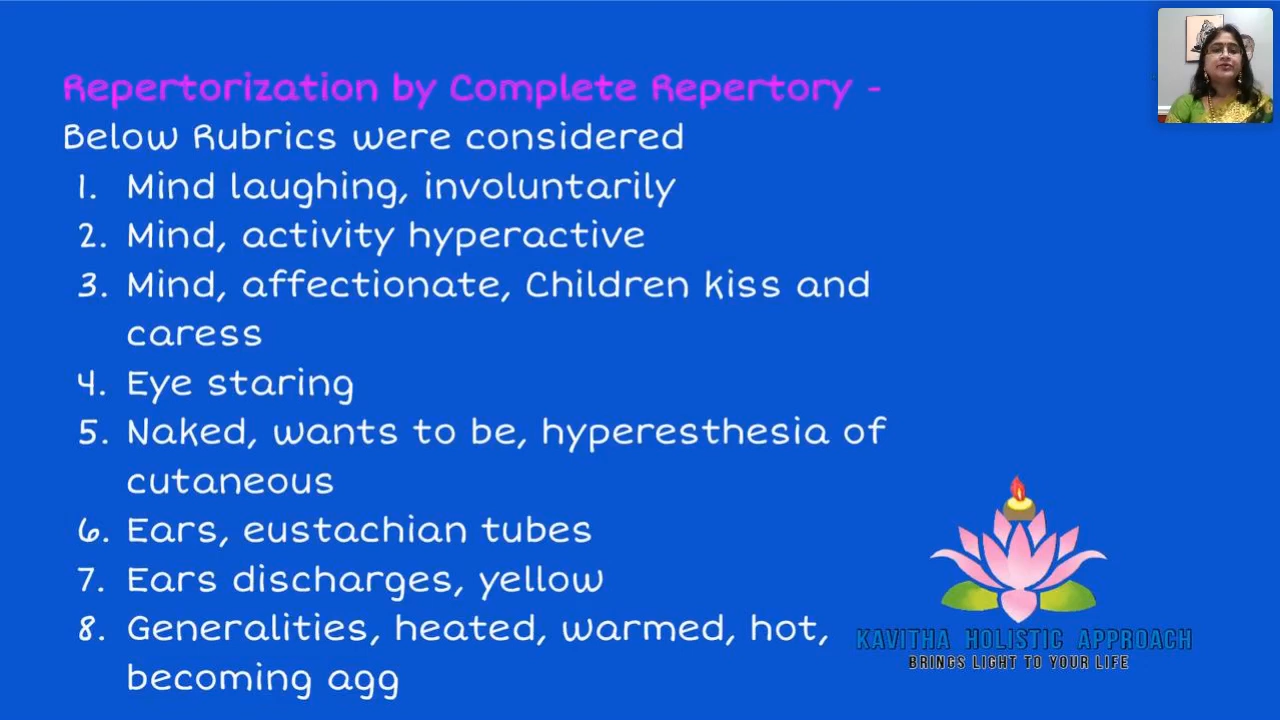 Repertorization by Complete Repertory -
Below Rubrics were considered
1. Mind laughing, involuntarily
2. Mind, activity hyperactive
3. Mind, affectionate, Children kiss and
caress
4. Eye staring
5. Naked, wants to be, hyperesthesia of
cutaneous
6. Ears, eustachian tubes
7. Ears discharges, yellow
8. Generalities, heated, warmed, hot,
becoming agg
KAVITHA HOLISTIC APPROACH
BRINGS LIGHT TO YOUR LIFE